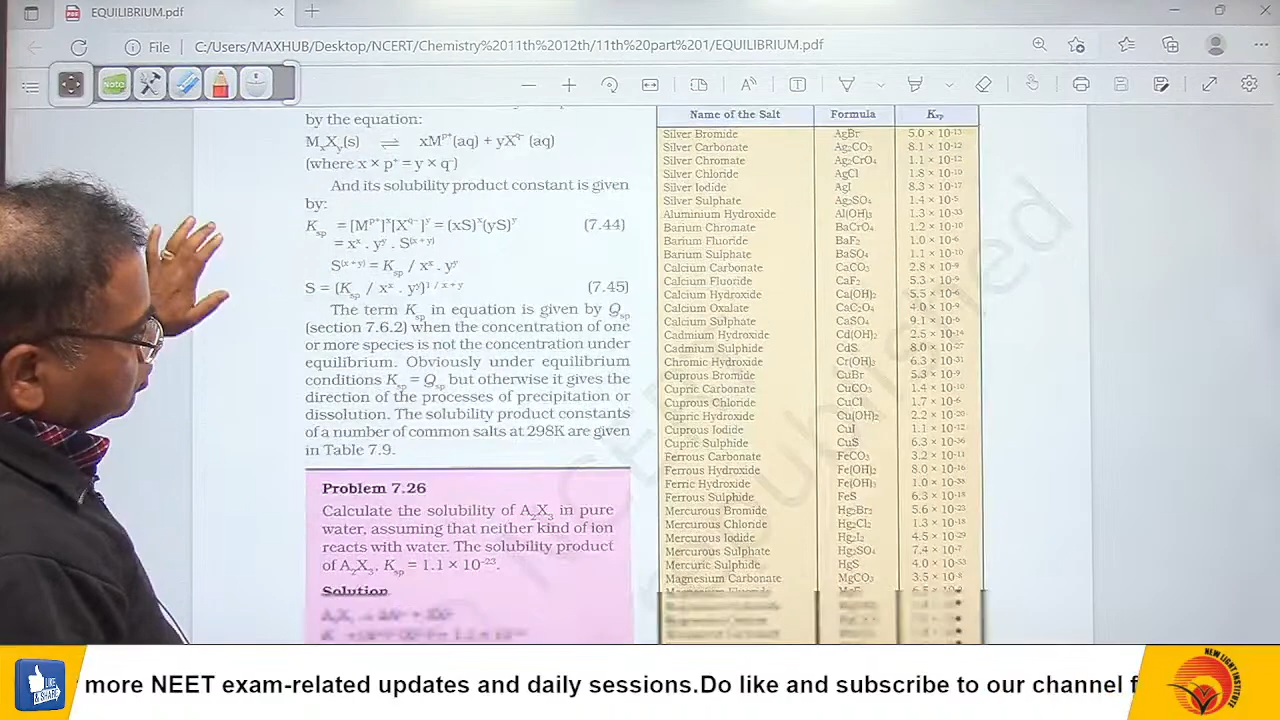 EQUILIBRIUM.pdf
File
C:/Users/MAXHUB/Desktop/NCERT/Chemistry%2011th%2012th/11th%20part%201/EQUILIBRIUM.pdf
Note
by the equation:
MₓXᵧ(s) ⇌ xMᵖ⁺(aq) + yX^q- (aq)
(where x × p⁺ = y × q⁻)
And its solubility product constant is given
by:
Kₛₚ = [Mᵖ⁺]ˣ[X^q-]ʸ = (xS)ˣ(yS)ʸ (7.44)
= xˣ . yʸ . S⁽ˣ⁺ʸ⁾
S⁽ˣ⁺ʸ⁾ = Kₛₚ / xˣ . yʸ
S = (Kₛₚ / xˣ . yʸ)^1 / x + y (7.45)
The term Kₛₚ in equation is given by Qₛₚ
(section 7.6.2) when the concentration of one
or more species is not the concentration under
equilibrium. Obviously under equilibrium
conditions Kₛₚ = Qₛₚ but otherwise it gives the
direction of the processes of precipitation or
dissolution. The solubility product constants
of a number of common salts at 298K are given
in Table 7.9.
Problem 7.26
Calculate the solubility of A₂X₃ in pure
water, assuming that neither kind of ion
reacts with water. The solubility product
of A₂X₃, Kₛₚ = 1.1 × 10⁻²³.
Solution
Name of the Salt Formula Kₛₚ
Silver Bromide AgBr 5.0 × 10⁻¹³
Silver Carbonate Ag₂CO₃ 8.1 × 10⁻¹²
Silver Chromate Ag₂CrO₄ 1.1 × 10⁻¹²
Silver Chloride AgCl 1.8 × 10⁻¹⁰
Silver Iodide AgI 8.3 × 10⁻¹⁷
Silver Sulphate Ag₂SO₄ 1.4 × 10⁻⁵
Aluminium Hydroxide Al(OH)₃ 1.3 × 10⁻³³
Barium Chromate BaCrO₄ 1.2 × 10⁻¹⁰
Barium Fluoride BaF₂ 1.0 × 10⁻⁶
Barium Sulphate BaSO₄ 1.1 × 10⁻¹⁰
Calcium Carbonate CaCO₃ 2.8 × 10⁻⁹
Calcium Fluoride CaF₂ 5.3 × 10⁻⁹
Calcium Hydroxide Ca(OH)₂ 5.5 × 10⁻⁶
Calcium Oxalate CaC₂O₄ 4.0 × 10⁻⁹
Calcium Sulphate CaSO₄ 9.1 × 10⁻⁶
Cadmium Hydroxide Cd(OH)₂ 2.5 × 10⁻¹⁴
Cadmium Sulphide CdS 8.0 × 10⁻²⁷
Chromic Hydroxide Cr(OH)₃ 6.3 × 10⁻³¹
Cuprous Bromide CuBr 5.3 × 10⁻⁹
Cupric Carbonate CuCO₃ 1.4 × 10⁻¹⁰
Cuprous Chloride CuCl 1.7 × 10⁻⁶
Cupric Hydroxide Cu(OH)₂ 2.2 × 10⁻²⁰
Cuprous Iodide CuI 1.1 × 10⁻¹²
Cupric Sulphide CuS 6.3 × 10⁻³⁶
Ferrous Carbonate FeCO₃ 3.2 × 10⁻¹¹
Ferrous Hydroxide Fe(OH)₂ 8.0 × 10⁻¹⁶
Ferric Hydroxide Fe(OH)₃ 1.0 × 10⁻³⁸
Ferrous Sulphide FeS 6.3 × 10⁻¹⁸
Mercurous Bromide Hg₂Br₂ 5.6 × 10⁻²³
Mercurous Chloride Hg₂Cl₂ 1.3 × 10⁻¹⁸
Mercurous Iodide Hg₂I₂ 4.5 × 10⁻²⁹
Mercurous Sulphate Hg₂SO₄ 7.4 × 10⁻⁷
Mercuric Sulphide HgS 4.0 × 10⁻⁵³
Magnesium Carbonate MgCO₃ 3.5 × 10⁻⁸
LIKE
& SHARE
more NEET exam-related updates and daily sessions.Do like and subscribe to our channel f
NEW LIGHT INSTITUTE